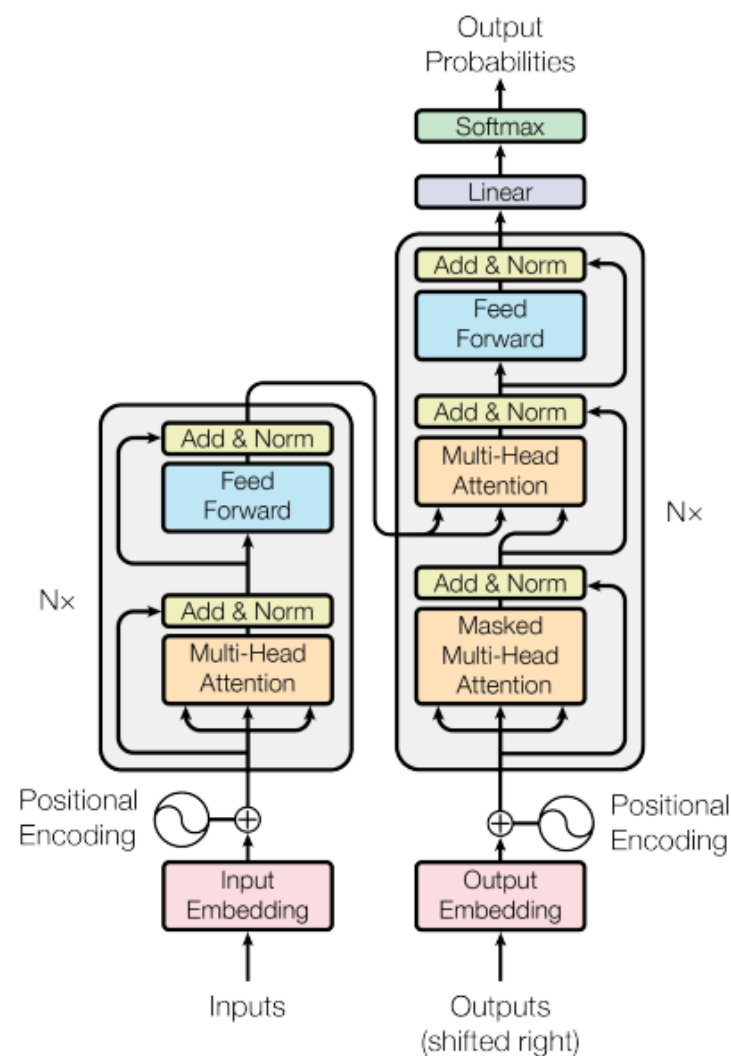 Output
Probabilities
Softmax
Linear
Add & Norm
Feed
Forward
Add & Norm
Multi-Head
Attention
Add & Norm
Masked
Multi-Head
Attention
N×
Add & Norm
Feed
Forward
Add & Norm
Multi-Head
Attention
N×
Positional
Encoding
Positional
Encoding
Input
Embedding
Output
Embedding
Inputs
Outputs
(shifted right)